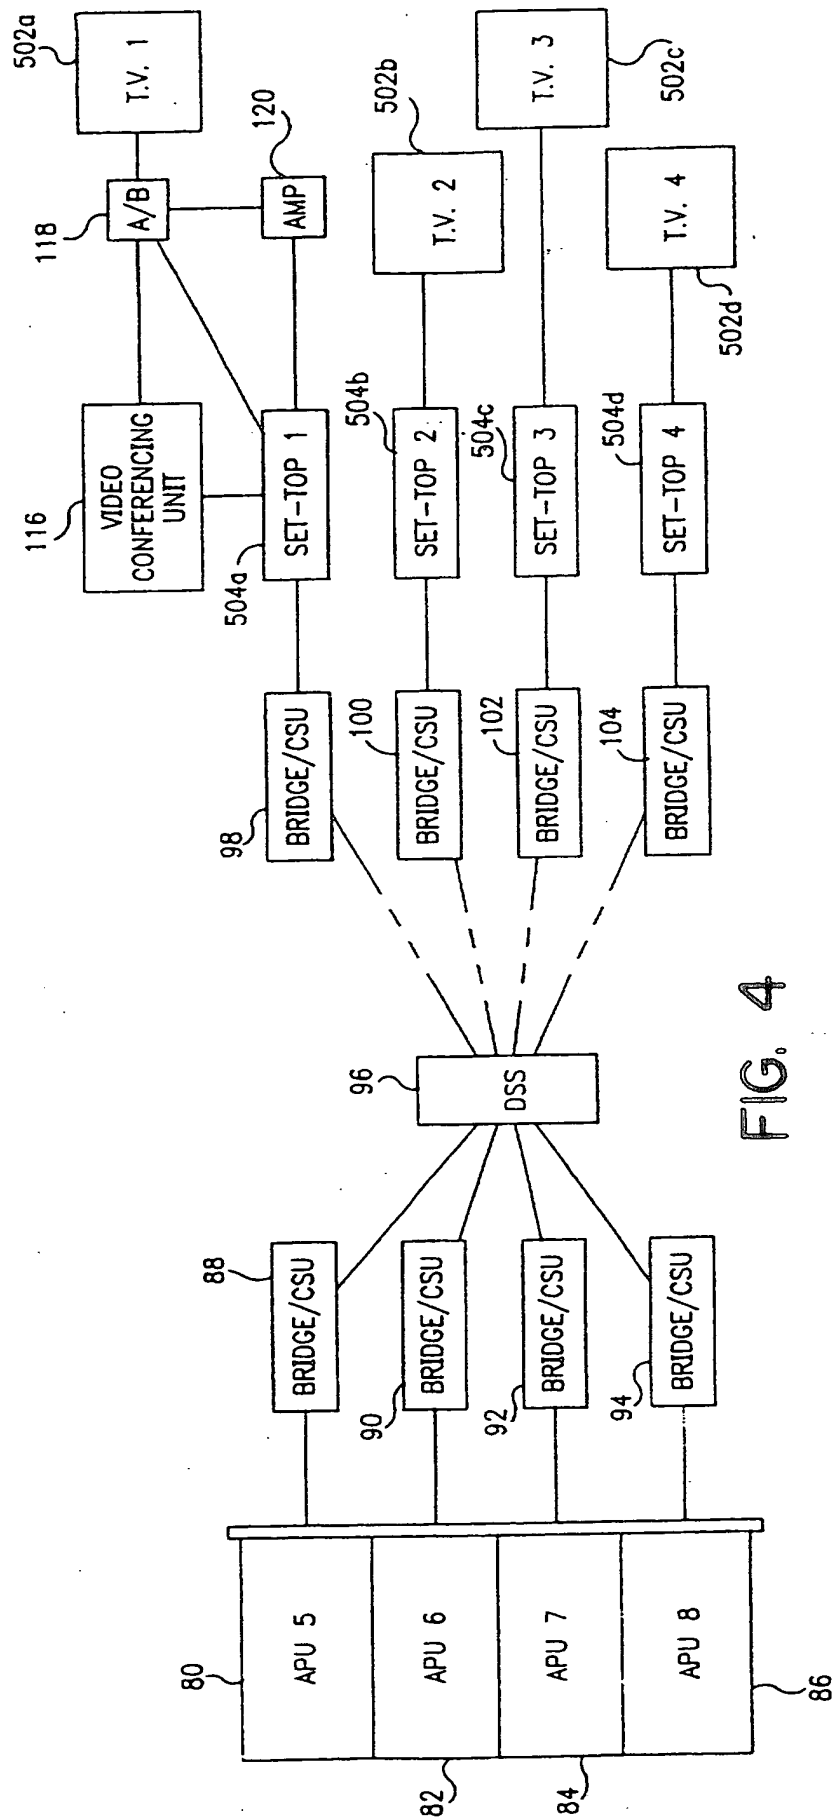 502a
T.V. 1
118
A/B
120
AMP
116
VIDEO
CONFERENCING
UNIT
504a
SET-TOP 1
98
BRIDGE/CSU
502b
T.V. 2
504b
SET-TOP 2
100
BRIDGE/CSU
T.V. 3
502c
504c
SET-TOP 3
102
BRIDGE/CSU
T.V. 4
502d
504d
SET-TOP 4
104
BRIDGE/CSU
96
DSS
88
BRIDGE/CSU
90
BRIDGE/CSU
92
BRIDGE/CSU
94
BRIDGE/CSU
80
APU 5
82
APU 6
84
APU 7
86
APU 8
FIG. 4